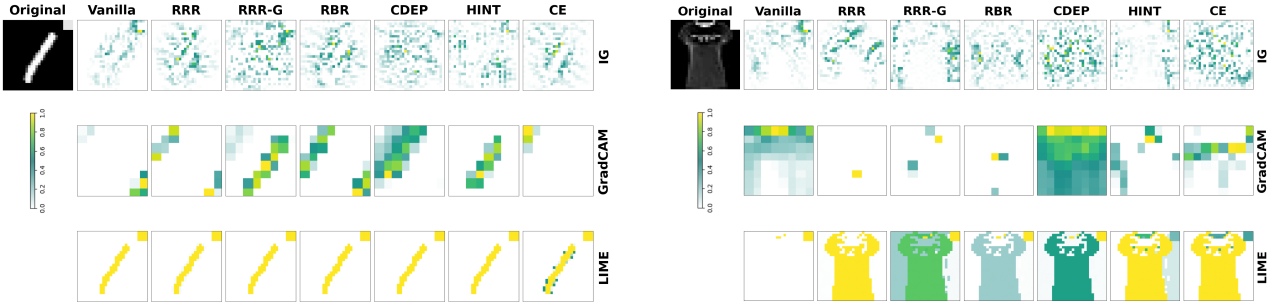 Original Vanilla RRR RRR-G RBR CDEP HINT CE
IG
1.0
0.8
0.6
0.4
0.2
0.0
GradCAM
LIME
Original Vanilla RRR RRR-G RBR CDEP HINT CE
IG
1.0
0.8
0.6
0.4
0.2
0.0
GradCAM
LIME